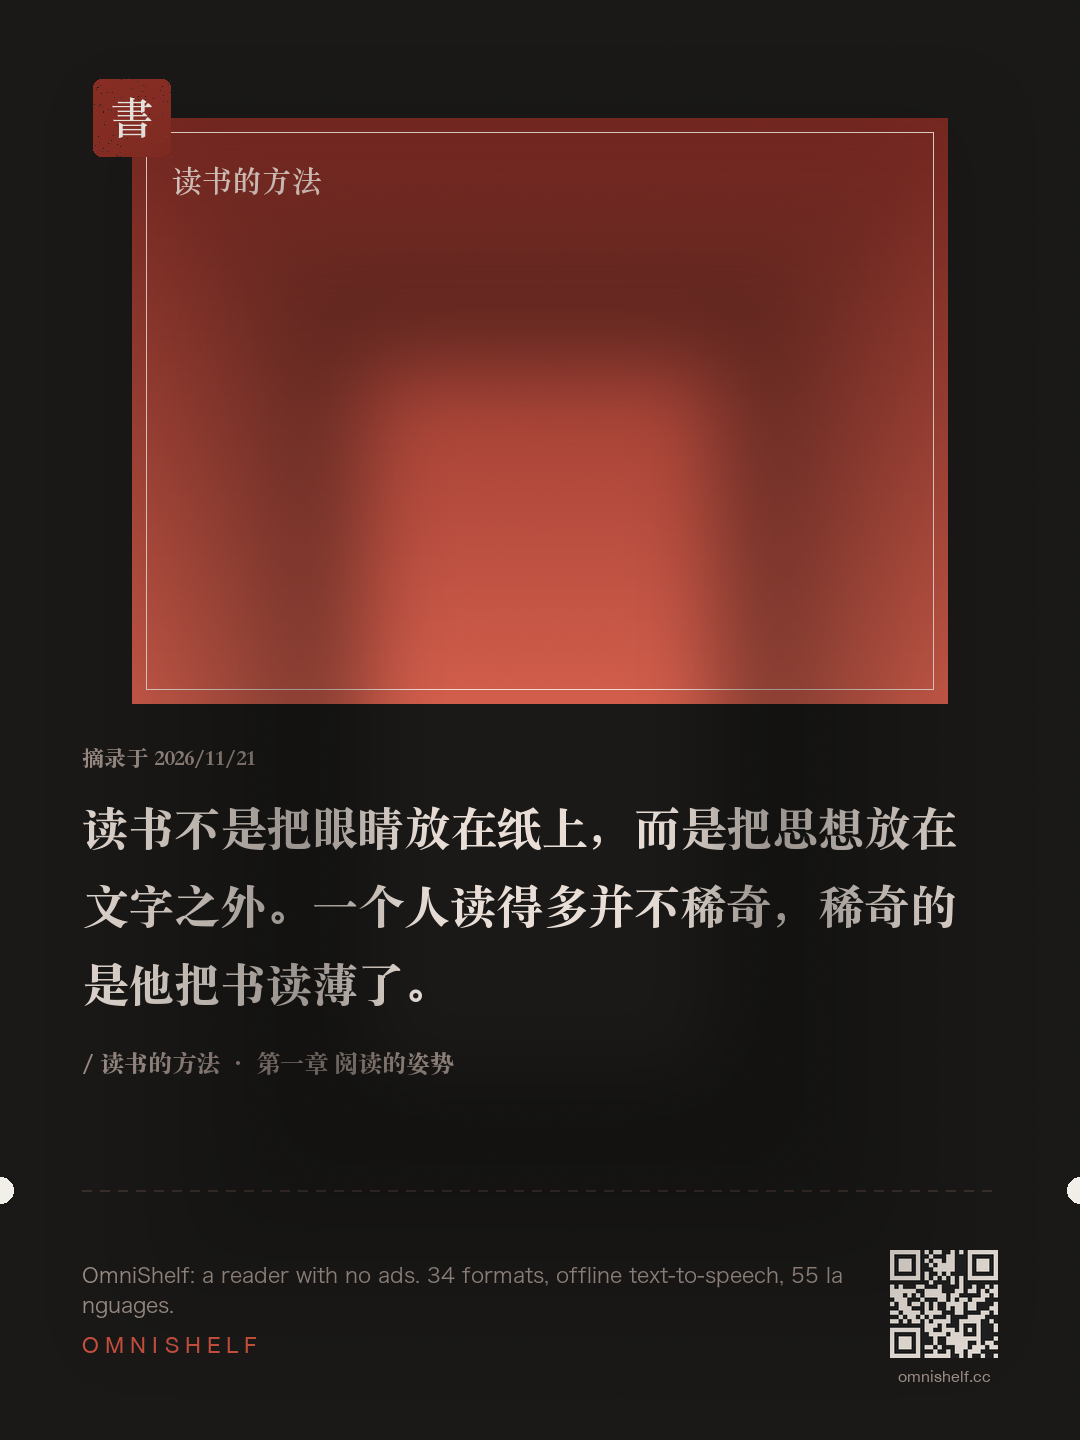 書
读书的方法
摘录于 2026/11/21
读书不是把眼睛放在纸上，而是把思想放在
文字之外。一个人读得多并不稀奇，稀奇的
是他把书读薄了。
/ 读书的方法 · 第一章 阅读的姿势
OmniShelf: a reader with no ads. 34 formats, offline text-to-speech, 55 la
nguages.
OMNISHELF
omnishelf.cc